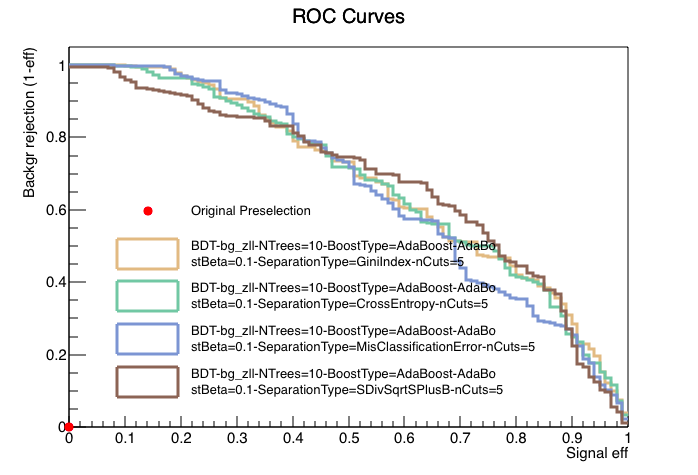 ROC Curves
Backgr rejection (1-eff)
1
0.8
0.6
0.4
0.2
0
Original Preselection
BDT-bg_zll-NTrees=10-BoostType=AdaBoost-AdaBo
stBeta=0.1-SeparationType=GiniIndex-nCuts=5
BDT-bg_zll-NTrees=10-BoostType=AdaBoost-AdaBo
stBeta=0.1-SeparationType=CrossEntropy-nCuts=5
BDT-bg_zll-NTrees=10-BoostType=AdaBoost-AdaBo
stBeta=0.1-SeparationType=MisClassificationError-nCuts=5
BDT-bg_zll-NTrees=10-BoostType=AdaBoost-AdaBo
stBeta=0.1-SeparationType=SDivSqrtSPlusB-nCuts=5
0 0.1 0.2 0.3 0.4 0.5 0.6 0.7 0.8 0.9 1
Signal eff